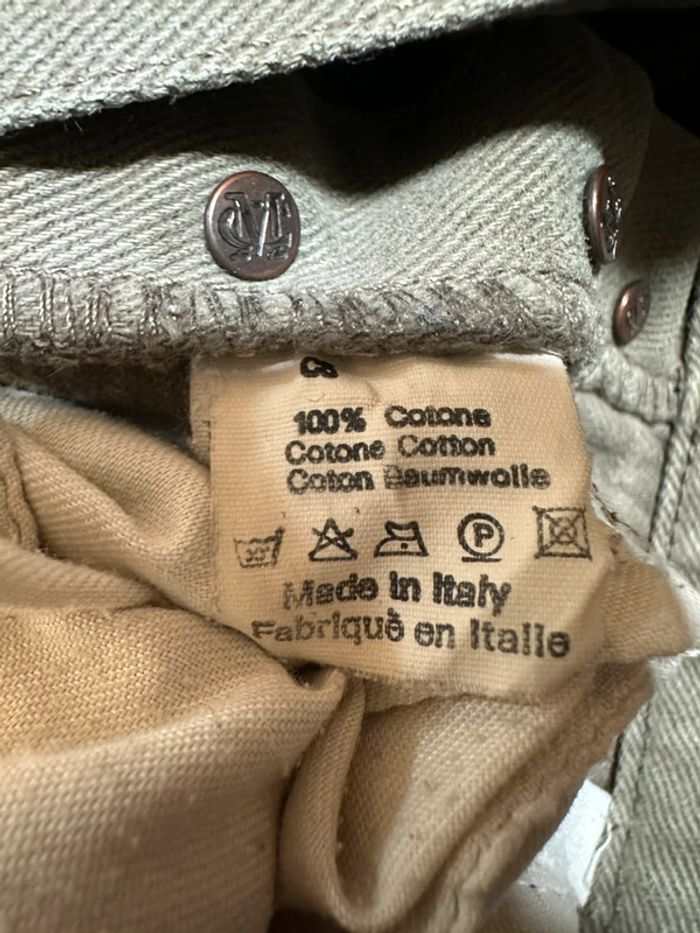 100% Cotone
Cotone Cotton
Coton Baumwolle
P
Made in Italy
Fabriquè en Italie